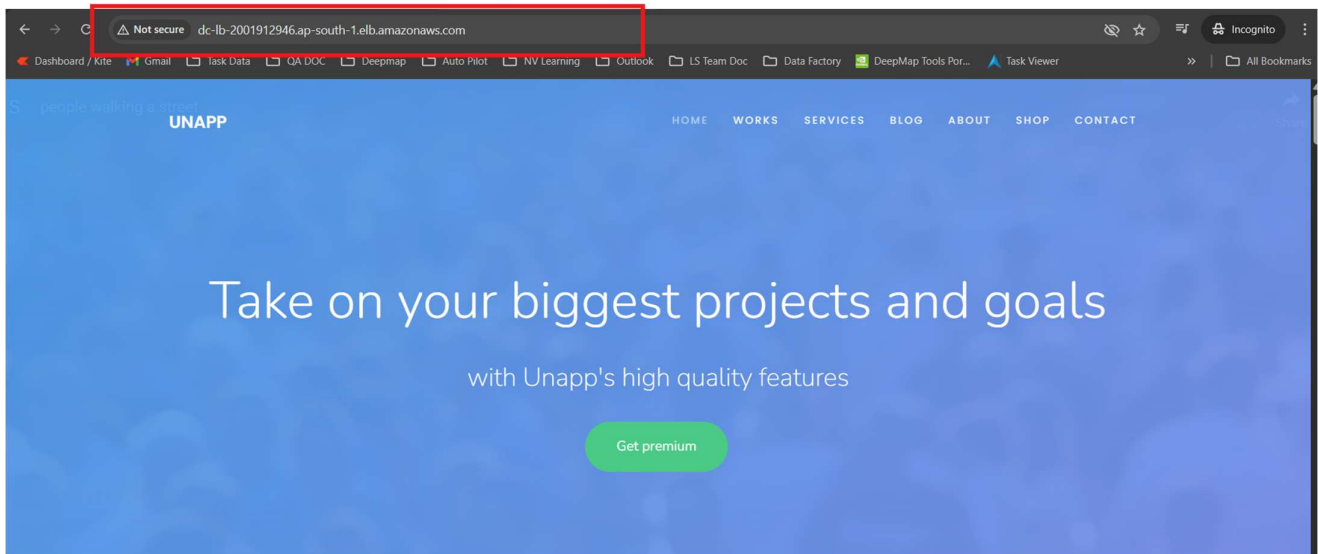 Not secure dc-lb-2001912946.ap-south-1.elb.amazonaws.com Incognito
Dashboard / Kite Gmail Task Data QA DOC Deepmap Auto Pilot NV Learning Outlook LS Team Doc Data Factory DeepMap Tools Por... Task Viewer » All Bookmarks
people walking a street
UNAPP HOME WORKS SERVICES BLOG ABOUT SHOP CONTACT
Take on your biggest projects and goals
with Unapp's high quality features
Get premium